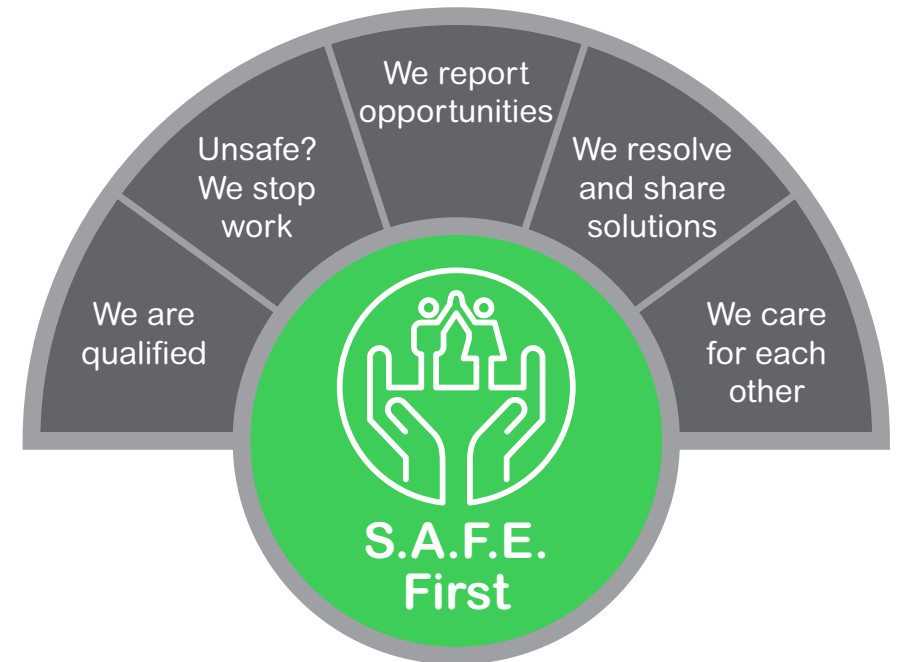 We are
qualified
Unsafe?
We stop
work
We report
opportunities
We resolve
and share
solutions
We care
for each
other
S.A.F.E.
First